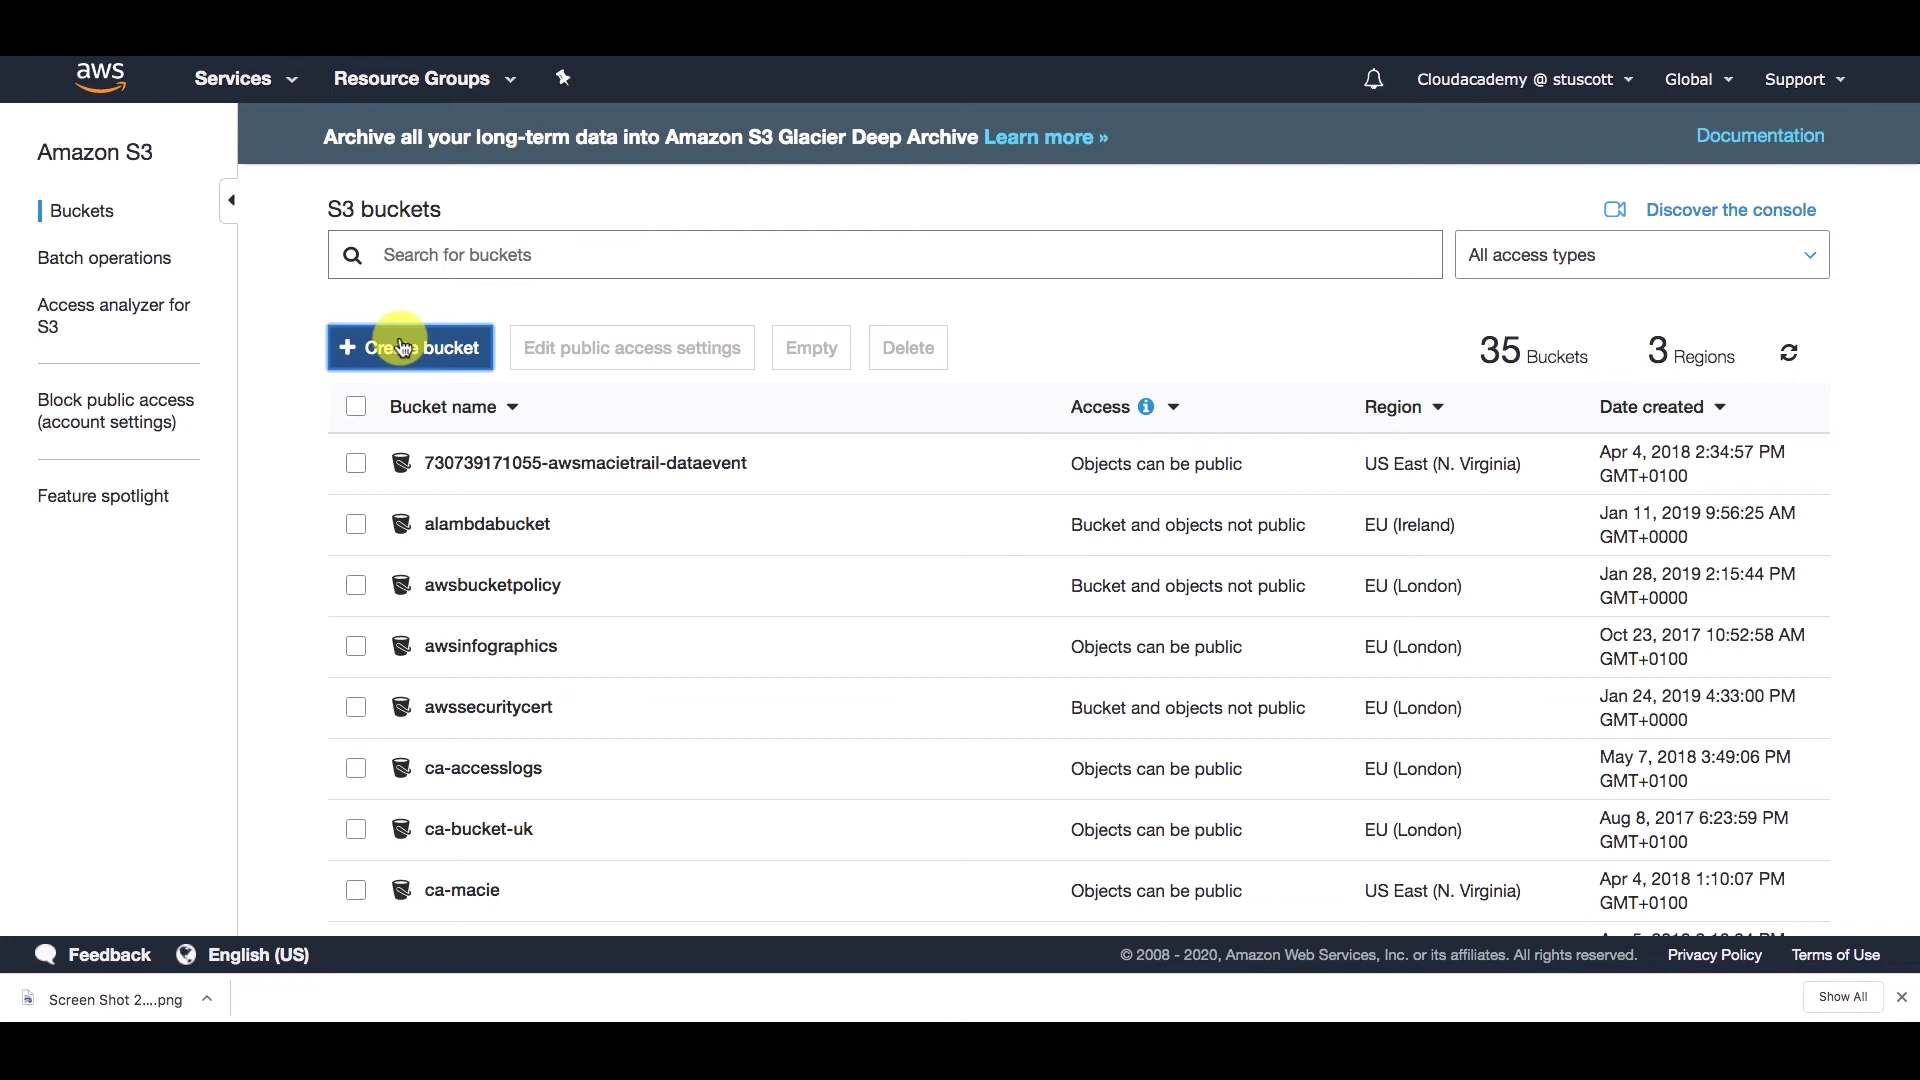 aws Services Resource Groups Cloudacademy @ stuscott Global Support
Archive all your long-term data into Amazon S3 Glacier Deep Archive Learn more » Documentation
Amazon S3
Buckets
Batch operations
Access analyzer for
S3
Block public access
(account settings)
Feature spotlight
S3 buckets
Discover the console
Search for buckets
All access types
+ Create bucket Edit public access settings Empty Delete
35 Buckets 3 Regions
Bucket name Access Region Date created
730739171055-awsmacietrail-dataevent Objects can be public US East (N. Virginia) Apr 4, 2018 2:34:57 PM
GMT+0100
alambdabucket Bucket and objects not public EU (Ireland) Jan 11, 2019 9:56:25 AM
GMT+0000
awsbucketpolicy Bucket and objects not public EU (London) Jan 28, 2019 2:15:44 PM
GMT+0000
awsinfographics Objects can be public EU (London) Oct 23, 2017 10:52:58 AM
GMT+0100
awssecuritycert Bucket and objects not public EU (London) Jan 24, 2019 4:33:00 PM
GMT+0000
ca-accesslogs Objects can be public EU (London) May 7, 2018 3:49:06 PM
GMT+0100
ca-bucket-uk Objects can be public EU (London) Aug 8, 2017 6:23:59 PM
GMT+0100
ca-macie Objects can be public US East (N. Virginia) Apr 4, 2018 1:10:07 PM
GMT+0100
Feedback English (US) © 2008 - 2020, Amazon Web Services, Inc. or its affiliates. All rights reserved. Privacy Policy Terms of Use
Screen Shot 2....png Show All